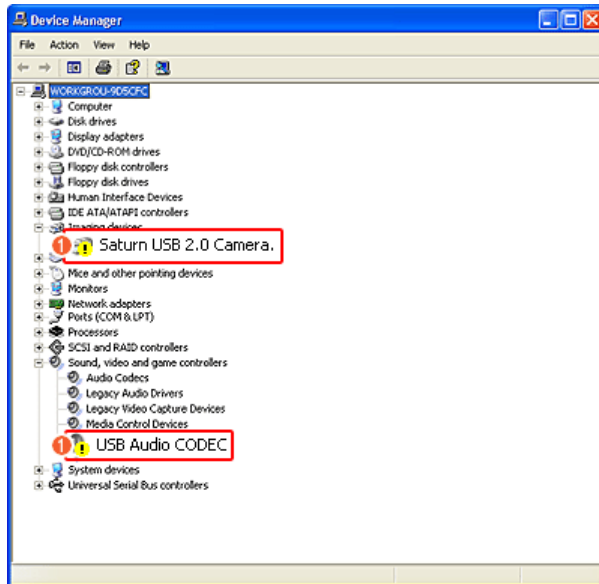 Device Manager
File Action View Help
WORKGROU-9D5CFC
Computer
Disk drives
Display adapters
DVD/CD-ROM drives
Floppy disk controllers
Floppy disk drives
Human Interface Devices
IDE ATA/ATAPI controllers
Imaging devices
1 Saturn USB 2.0 Camera.
Mice and other pointing devices
Monitors
Network adapters
Ports (COM & LPT)
Processors
SCSI and RAID controllers
Sound, video and game controllers
Audio Codecs
Legacy Audio Drivers
Legacy Video Capture Devices
Media Control Devices
1 USB Audio CODEC
System devices
Universal Serial Bus controllers